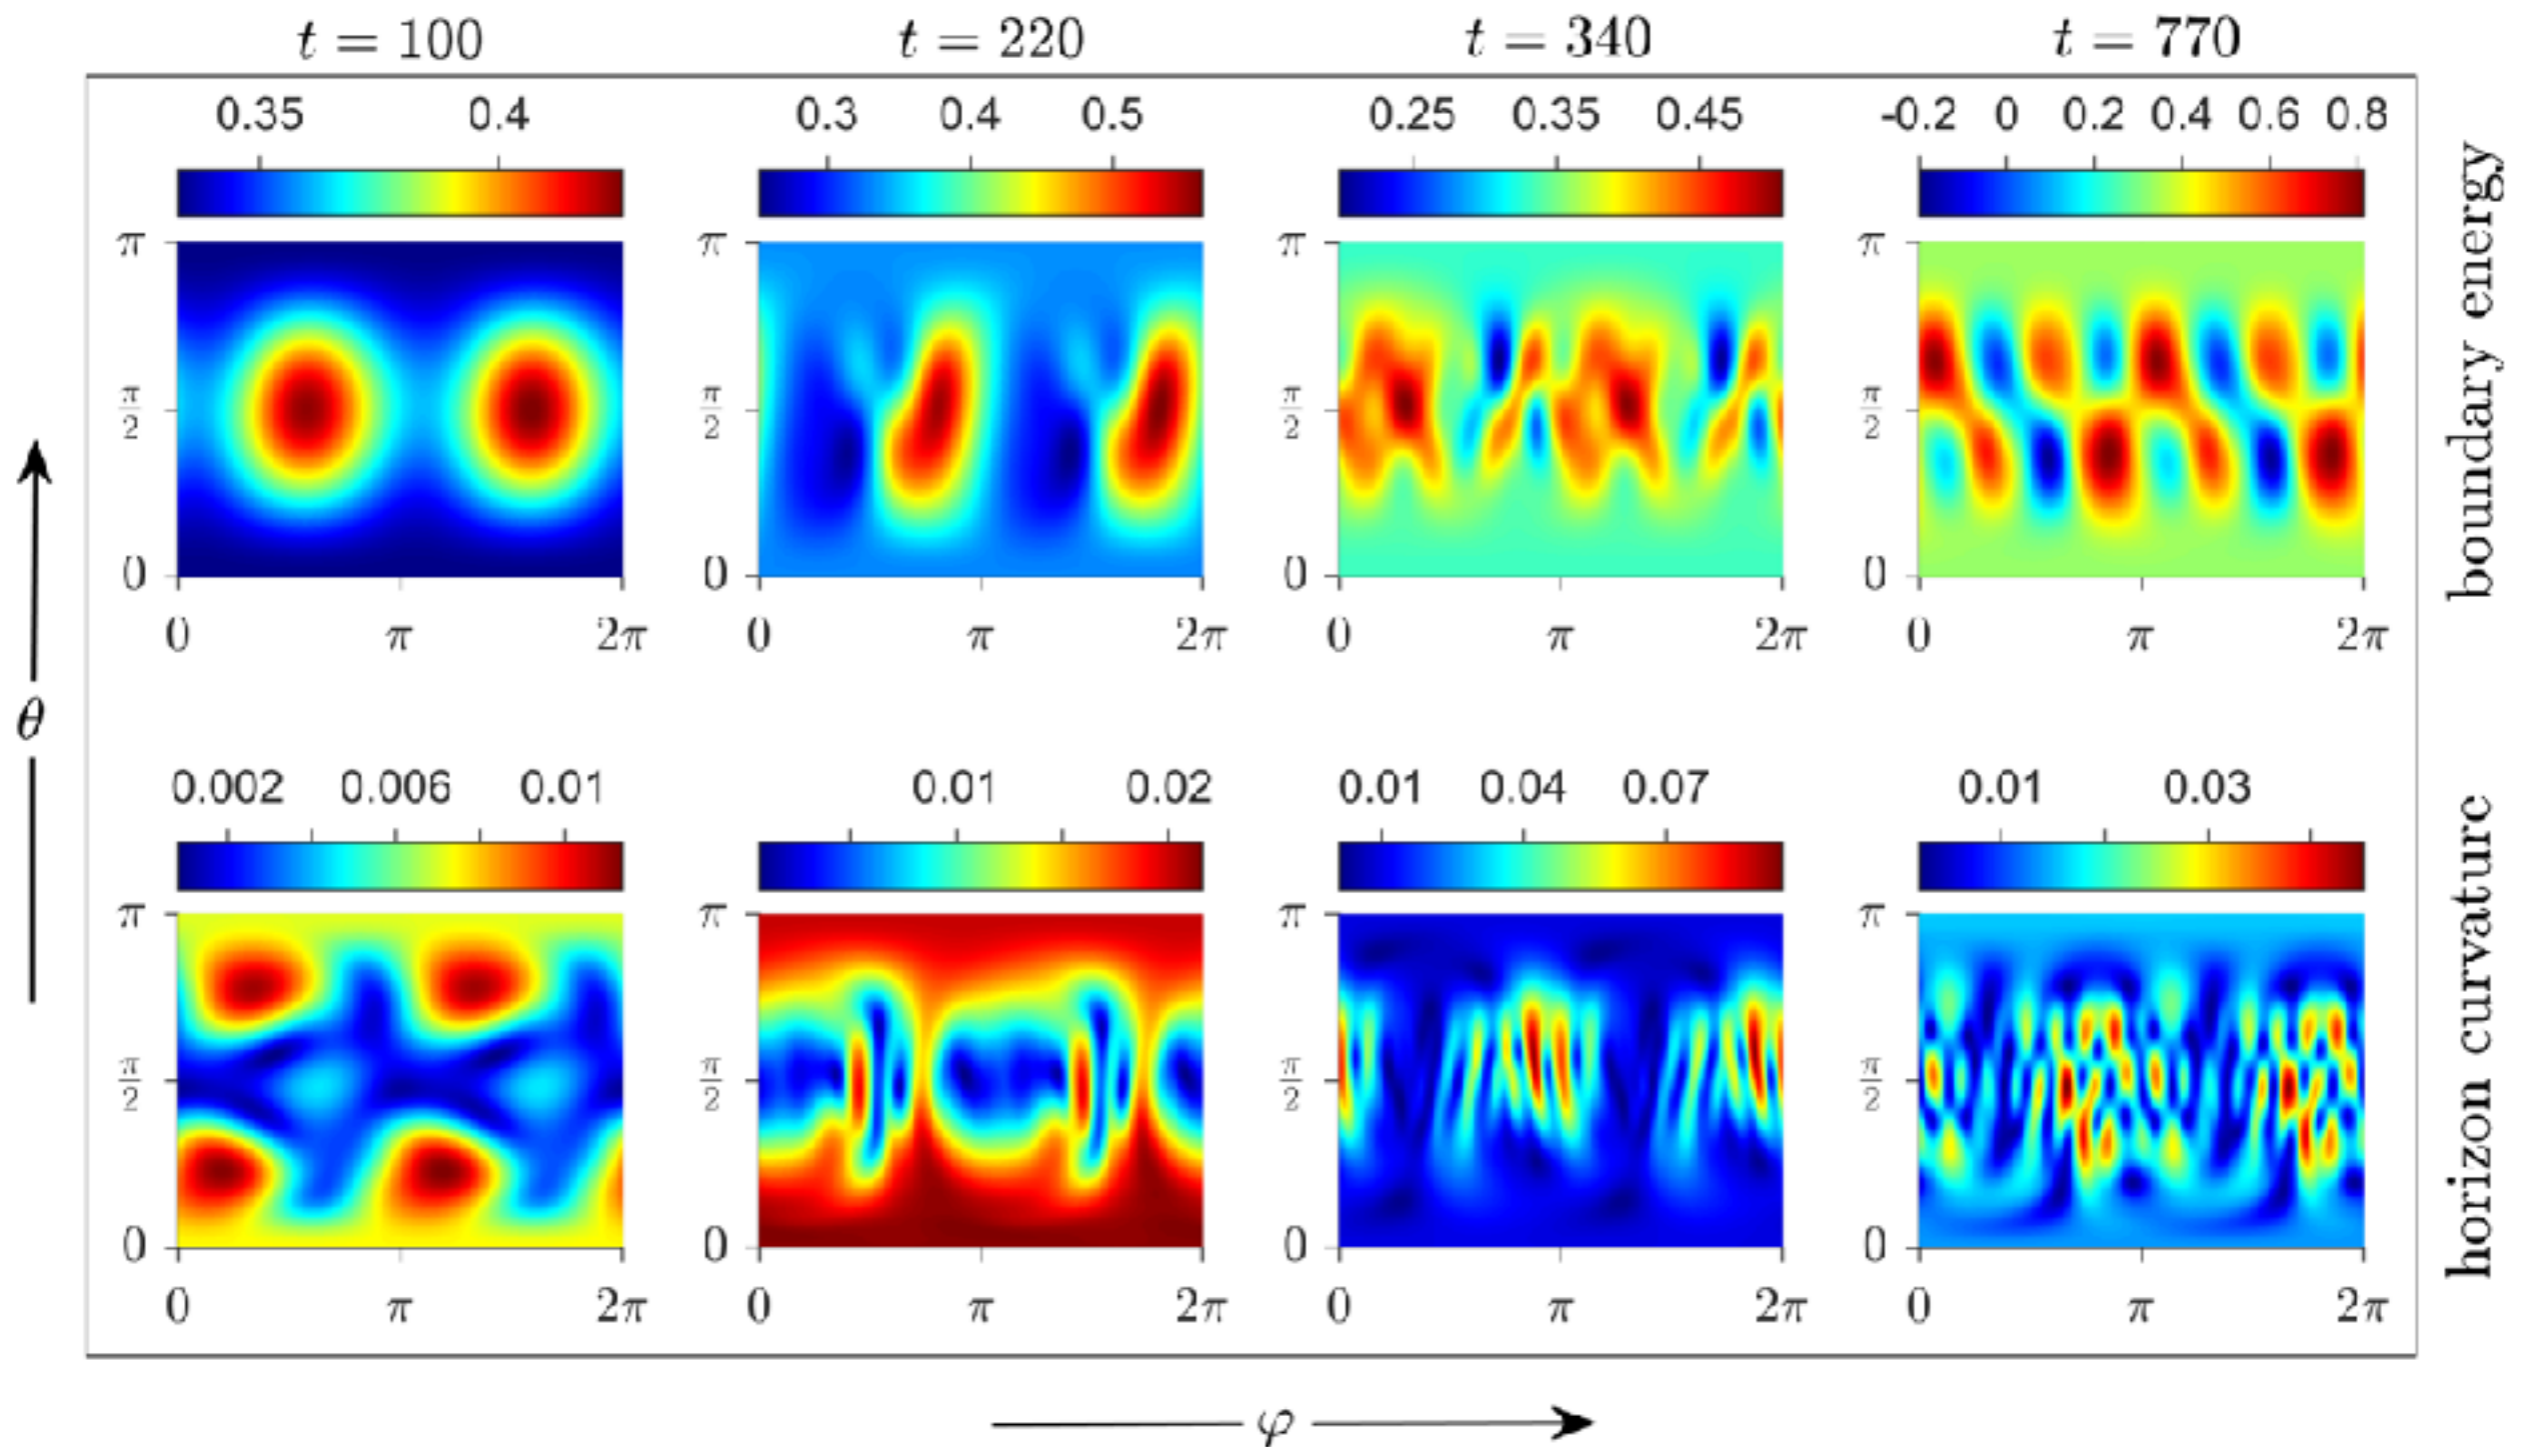 t = 100 t = 220 t = 340 t = 770
0.35 0.4 0.3 0.4 0.5 0.25 0.35 0.45 -0.2 0 0.2 0.4 0.6 0.8
π π π π
π/2 π/2 π/2 π/2
0 0 0 0
0 π 2π 0 π 2π 0 π 2π 0 π 2π
boundary energy
θ
0.002 0.006 0.01 0.01 0.02 0.01 0.04 0.07 0.01 0.03
π π π π
π/2 π/2 π/2 π/2
0 0 0 0
0 π 2π 0 π 2π 0 π 2π 0 π 2π
horizon curvature
φ